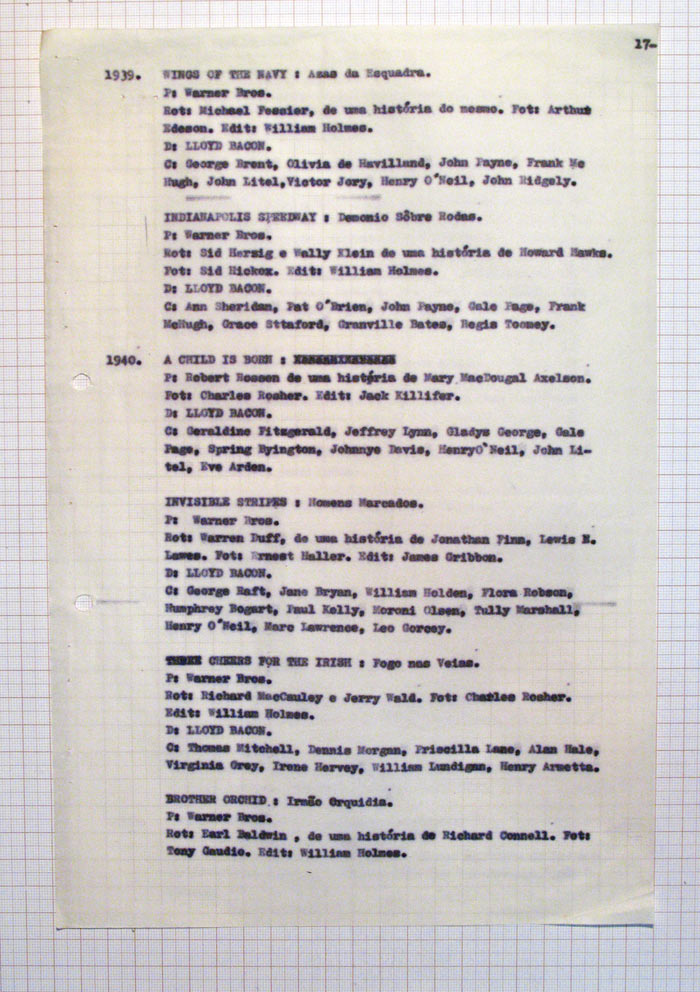 17-
1939. WINGS OF THE NAVY : Azas da Esquadra.
P: Warner Bros.
Rot: Michael Fessier, de uma história do mesmo. Fot: Arthur
Edeson. Edit: William Holmes.
D: LLOYD BACON.
C: George Brent, Olivia de Havilland, John Payne, Frank Mc
Hugh, John Litel,Victor Jory, Henry O'Neil, John Ridgely.
INDIANAPOLIS SPEEDWAY : Demonio Sôbre Rodas.
P: Warner Bros.
Rot: Sid Herzig e Wally Klein de uma história de Howard Hawks.
Fot: Sid Hickox. Edit: William Holmes.
D: LLOYD BACON.
C: Ann Sheridan, Pat O'Brien, John Payne, Gale Page, Frank
McHugh, Grace Sttaford, Granville Bates, Regis Toomey.
1940. A CHILD IS BORN :
P: Robert Rossen de uma história de Mary MacDougal Axelson.
Fot: Charles Rosher. Edit: Jack Killifer.
D: LLOYD BACON.
C: Geraldine Fitzgerald, Jeffrey Lynn, Gladys George, Gale
Page, Spring Byington, Johnnye Davis, HenryO'Neil, John Li-
tel, Eve Arden.
INVISIBLE STRIPES : Homens Marcados.
P: Warner Bros.
Rot: Warren Duff, de uma história de Jonathan Finn, Lewis E.
Lawes. Fot: Ernest Haller. Edit: James Gribbon.
D: LLOYD BACON.
C: George Raft, Jane Bryan, William Holden, Flora Robson,
Humphrey Bogart, Paul Kelly, Moroni Olsen, Tully Marshall,
Henry O'Neil, Marc Lawrence, Leo Gorcey.
THREE CHEERS FOR THE IRISH : Fogo nas Veias.
P: Warner Bros.
Rot: Richard MacCauley e Jerry Wald. Fot: Charles Rosher.
Edit: William Holmes.
D: LLOYD BACON.
C: Thomas Mitchell, Dennis Morgan, Priscilla Lane, Alan Hale,
Virginia Grey, Irene Hervey, William Lundigan, Henry Armetta.
BROTHER ORCHID : Irmão Orquidia.
P: Warner Bros.
Rot: Earl Baldwin , de uma história de Richard Connell. Fot:
Tony Gaudio. Edit: William Holmes.